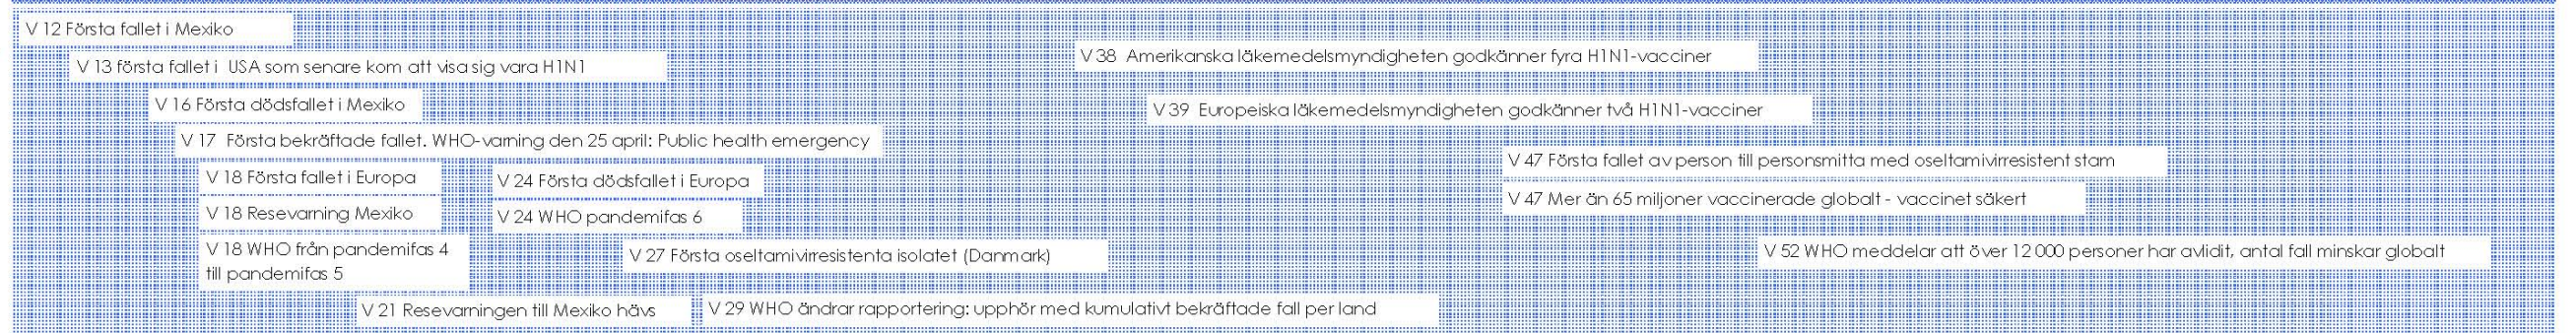 V 12 Första fallet i Mexiko
V 13 första fallet i USA som senare kom att visa sig vara H1N1
V 16 Första dödsfallet i Mexiko
V 17 Första bekräftade fallet. WHO-varning den 25 april: Public health emergency
V 18 Första fallet i Europa
V 18 Resevarning Mexiko
V 18 WHO från pandemifas 4
till pandemifas 5
V 21 Resevarningen till Mexiko hävs
V 24 Första dödsfallet i Europa
V 24 WHO pandemifas 6
V 27 Första oseltamivirresistenta isolatet (Danmark)
V 29 WHO ändrar rapportering: upphör med kumulativt bekräftade fall per land
V 38 Amerikanska läkemedelsmyndigheten godkänner fyra H1N1-vacciner
V 39 Europeiska läkemedelsmyndigheten godkänner två H1N1-vacciner
V 47 Första fallet av person till personsmitta med oseltamivirresistent stam
V 47 Mer än 65 miljoner vaccinerade globalt - vaccinet säkert
V 52 WHO meddelar att över 12 000 personer har avlidit, antal fall minskar globalt